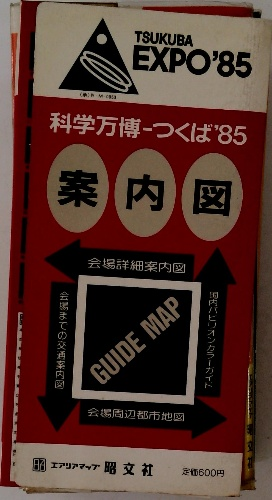 TSUKUBA
EXPO'85
科学万博-つくば'85
案内図
会場詳細案内図
会場までの交通案内図
GUIDE MAP
国内パビリオンカラーガイド
会場周辺都市地図
エアリアマップ 昭文社
定価600円